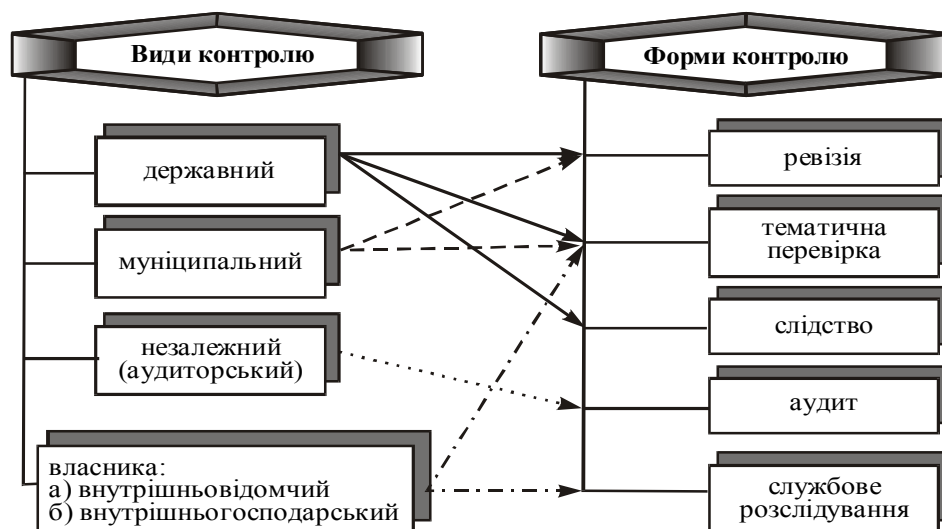 Види контролю
державний
муніципальний
незалежний
(аудиторський)
власника:
а) внутрішньовідомчий
б) внутрішньогосподарський
Форми контролю
ревізія
тематична
перевірка
слідство
аудит
службове
розслідування